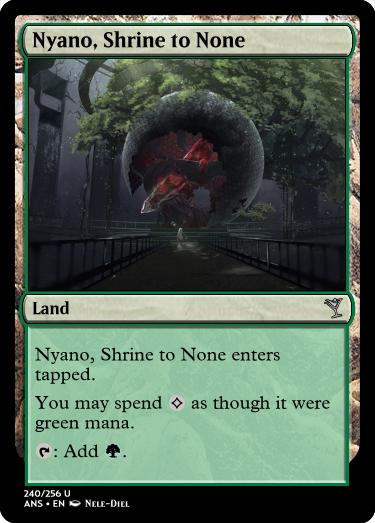 Nyano, Shrine to None
Land
Nyano, Shrine to None enters
tapped.
You may spend as though it were
green mana.
: Add .
240/256 U
ANS • EN Nele-Diel